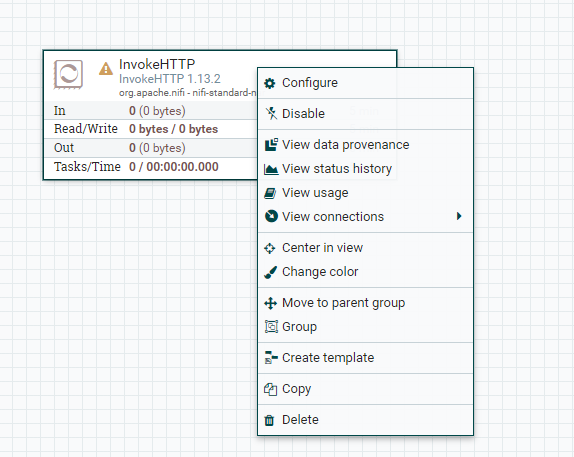 InvokeHTTP
InvokeHTTP 1.13.2
org.apache.nifi - nifi-standard-n
In 0 (0 bytes)
Read/Write 0 bytes / 0 bytes
Out 0 (0 bytes)
Tasks/Time 0 / 00:00:00.000
Configure
Disable
View data provenance
View status history
View usage
View connections
Center in view
Change color
Move to parent group
Group
Create template
Copy
Delete